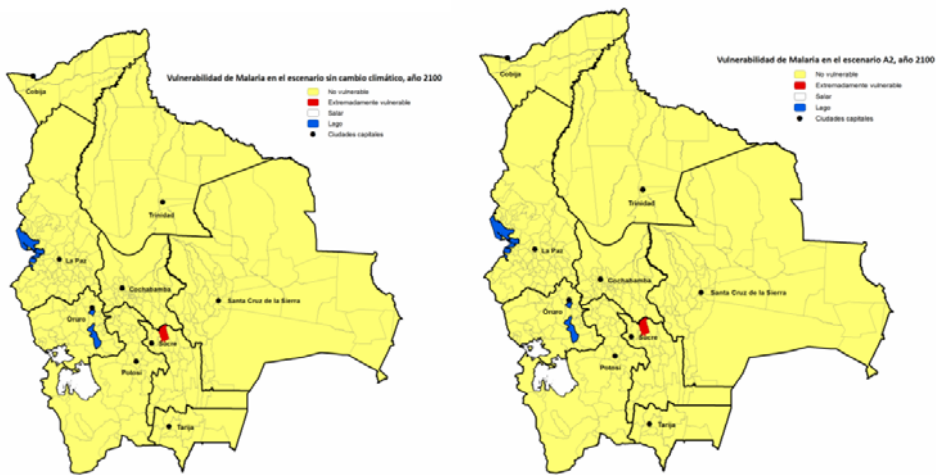 Vulnerabilidad de Malaria en el escenario sin cambio climático, año 2100
No vulnerable
Extremadamente vulnerable
Salar
Lago
Ciudades capitales
Cobija
Trinidad
La Paz
Cochabamba
Santa Cruz de la Sierra
Oruro
Sucre
Potosí
Tarija
Vulnerabilidad de Malaria en el escenario A2, año 2100
No vulnerable
Extremadamente vulnerable
Salar
Lago
Ciudades capitales
Cobija
Trinidad
La Paz
Cochabamba
Santa Cruz de la Sierra
Oruro
Sucre
Potosí
Tarija